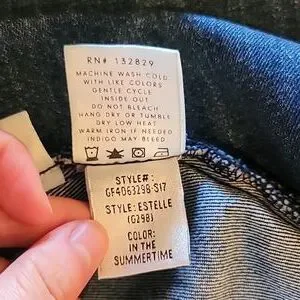 RN# 132829
MACHINE WASH COLD
WITH LIKE COLORS
GENTLE CYCLE
INSIDE OUT
DO NOT BLEACH
HANG DRY OR TUMBLE
DRY LOW HEAT
WARM IRON IF NEEDED
INDIGO MAY BLEED
STYLE#:
GF4063298-S17
STYLE: ESTELLE
(G298)
COLOR:
IN THE
SUMMERTIME